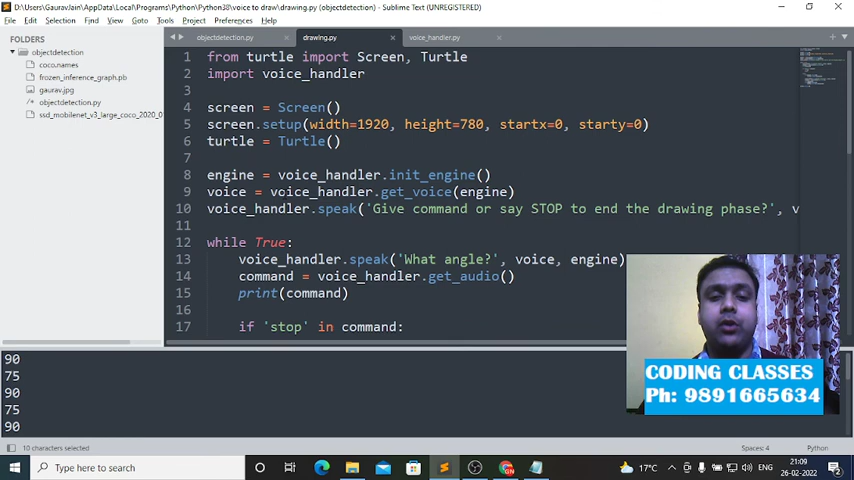 D:\Users\GauravJain\AppData\Local\Programs\Python\Python38\voice to draw\drawing.py (objectdetection) - Sublime Text (UNREGISTERED)
File Edit Selection Find View Goto Tools Project Preferences Help
FOLDERS
objectdetection
coco.names
frozen_inference_graph.pb
gaurav.jpg
objectdetection.py
ssd_mobilenet_v3_large_coco_2020_0
objectdetection.py drawing.py voice_handler.py
1 from turtle import Screen, Turtle
2 import voice_handler
3
4 screen = Screen()
5 screen.setup(width=1920, height=780, startx=0, starty=0)
6 turtle = Turtle()
7
8 engine = voice_handler.init_engine()
9 voice = voice_handler.get_voice(engine)
10 voice_handler.speak('Give command or say STOP to end the drawing phase?', v
11
12 while True:
13 voice_handler.speak('What angle?', voice, engine)
14 command = voice_handler.get_audio()
15 print(command)
16
17 if 'stop' in command:
90
75
90
75
90
CODING CLASSES
Ph: 9891665634
10 characters selected
Spaces: 4 Python
Type here to search
17°C ENG
21:09
26-02-2022
2